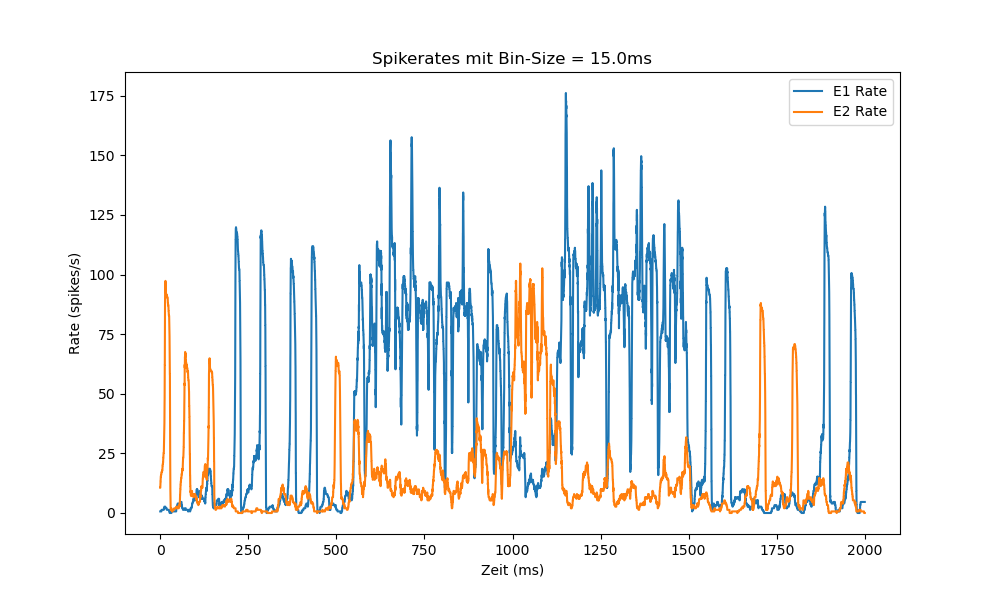 Spikerates mit Bin-Size = 15.0ms
E1 Rate
E2 Rate
Rate (spikes/s)
175
150
125
100
75
50
25
0
0 250 500 750 1000 1250 1500 1750 2000
Zeit (ms)